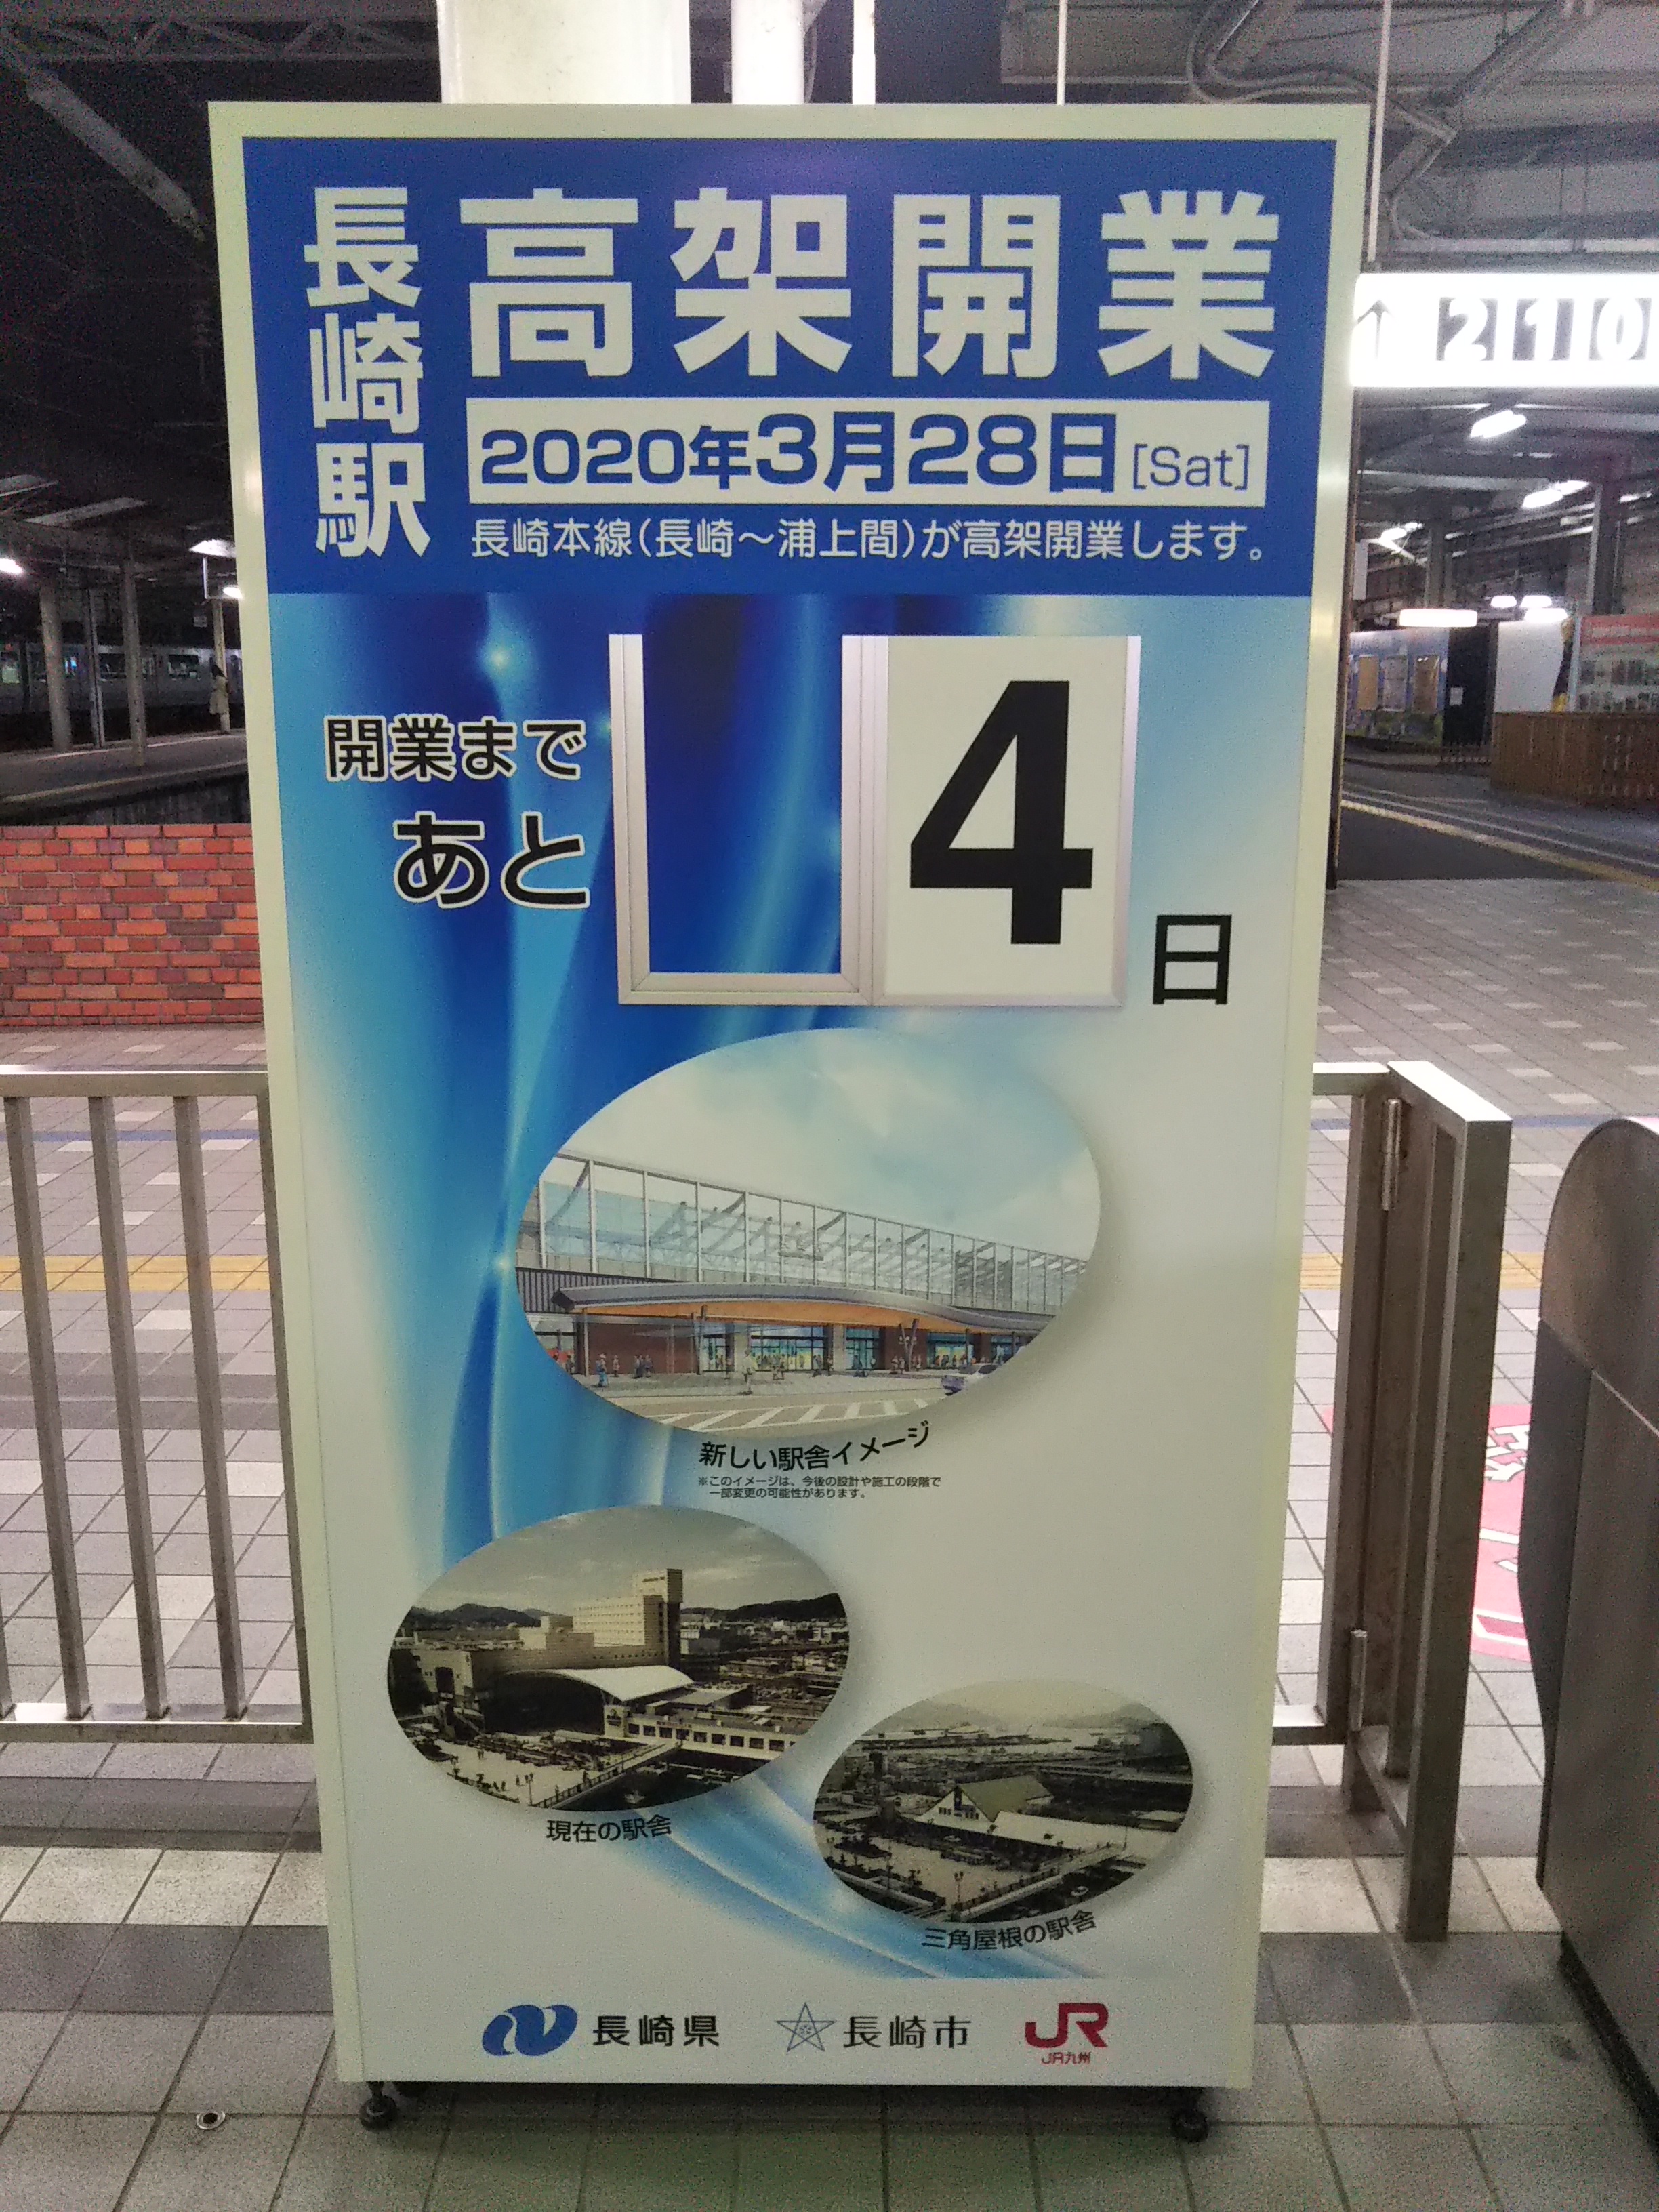 長崎駅
高架開業
2020年3月28日[Sat]
長崎本線(長崎～浦上間)が高架開業します。
↑ 2 1 0
開業まで
あと
4
日
新しい駅舎イメージ
※このイメージは、今後の設計や施工の段階で
一部変更の可能性があります。
現在の駅舎
三角屋根の駅舎
長崎県
長崎市
JR
JR九州